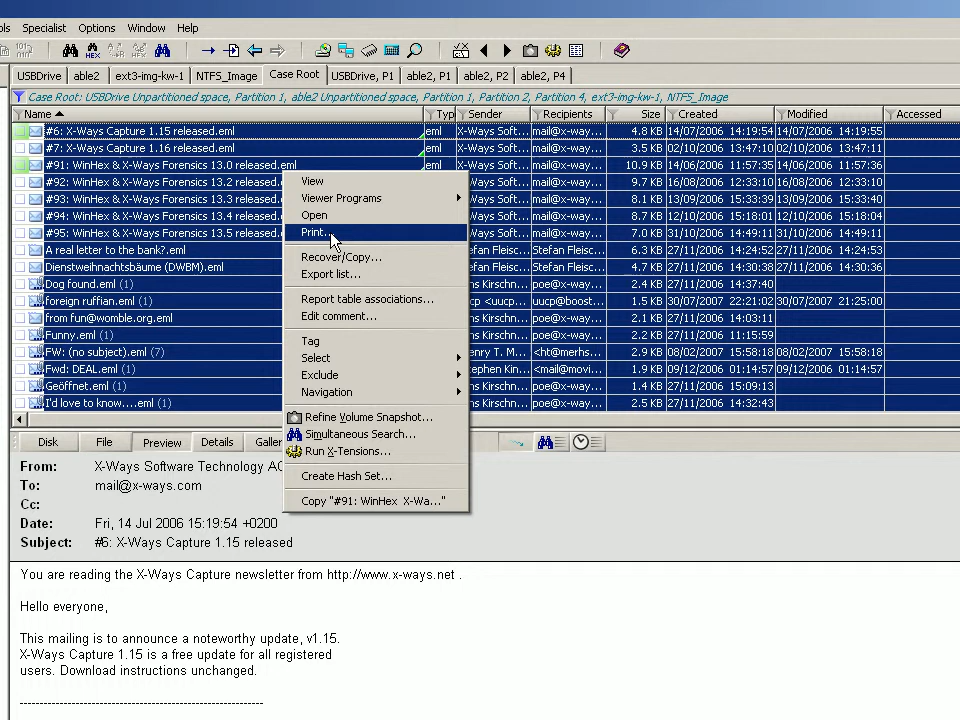 ols Specialist Options Window Help
USBDrive able2 ext3-img-kw-1 NTFS_Image Case Root USBDrive, P1 able2, P1 able2, P2 able2, P4
Case Root: USBDrive Unpartitioned space, Partition 1, able2 Unpartitioned space, Partition 1, Partition 2, Partition 4, ext3-img-kw-1, NTFS_Image
Name Typ Sender Recipients Size Created Modified Accessed
#6: X-Ways Capture 1.15 released.eml eml X-Ways Soft... mail@x-way... 4.8 KB 14/07/2006 14:19:54 14/07/2006 14:19:55
#7: X-Ways Capture 1.16 released.eml eml X-Ways Soft... mail@x-way... 3.5 KB 02/10/2006 13:47:10 02/10/2006 13:47:11
#91: WinHex & X-Ways Forensics 13.0 released.eml eml X-Ways Soft... mail@x-way... 10.9 KB 14/06/2006 11:57:35 14/06/2006 11:57:36
#92: WinHex & X-Ways Forensics 13.2 released. mail@x-way... 9.7 KB 16/08/2006 12:33:10 16/08/2006 12:33:10
#93: WinHex & X-Ways Forensics 13.3 released. mail@x-way... 8.1 KB 13/09/2006 15:33:39 13/09/2006 15:33:40
#94: WinHex & X-Ways Forensics 13.4 released. mail@x-way... 8.7 KB 12/10/2006 15:18:01 12/10/2006 15:18:04
#95: WinHex & X-Ways Forensics 13.5 released. mail@x-way... 7.0 KB 31/10/2006 14:49:11 31/10/2006 14:49:11
A real letter to the bank?.eml efan Fleisc... Stefan Fleisc... 6.3 KB 27/11/2006 14:24:52 27/11/2006 14:24:53
Dienstweihnachtsbäume (DWBM).eml efan Fleisc... Stefan Fleisc... 4.7 KB 27/11/2006 14:30:38 27/11/2006 14:30:36
Dog found.eml (1) ns Kirschn... poe@x-way... 2.4 KB 27/11/2006 14:37:40
foreign ruffian.eml (1) cp <uucp... uucp@boost... 1.5 KB 30/07/2007 22:21:02 30/07/2007 21:25:00
from fun@womble.org.eml ns Kirschn... poe@x-way... 2.1 KB 27/11/2006 14:03:11
Funny.eml (1) ns Kirschn... poe@x-way... 2.2 KB 27/11/2006 11:15:59
FW: (no subject).eml (7) enry T. M... <ht@merhs... 2.9 KB 08/02/2007 15:58:18 08/02/2007 15:58:18
Fwd: DEAL.eml (1) ephen Kin... <mail@movi... 1.9 KB 09/12/2006 01:14:57 09/12/2006 01:14:57
Geöffnet.eml (1) ns Kirschn... poe@x-way... 1.4 KB 27/11/2006 15:09:13
I'd love to know....eml (1) ns Kirschn... poe@x-way... 2.5 KB 27/11/2006 14:32:43
View
Viewer Programs
Open
Print...
Recover/Copy...
Export list...
Report table associations...
Edit comment...
Tag
Select
Exclude
Navigation
Refine Volume Snapshot...
Simultaneous Search...
Run X-Tensions...
Create Hash Set...
Copy "#91: WinHex X-Wa..."
Disk File Preview Details Galler
From: X-Ways Software Technology AG
To: mail@x-ways.com
Cc:
Date: Fri, 14 Jul 2006 15:19:54 +0200
Subject: #6: X-Ways Capture 1.15 released
You are reading the X-Ways Capture newsletter from http://www.x-ways.net .
Hello everyone,
This mailing is to announce a noteworthy update, v1.15.
X-Ways Capture 1.15 is a free update for all registered
users. Download instructions unchanged.
-------------------------------------------------------------